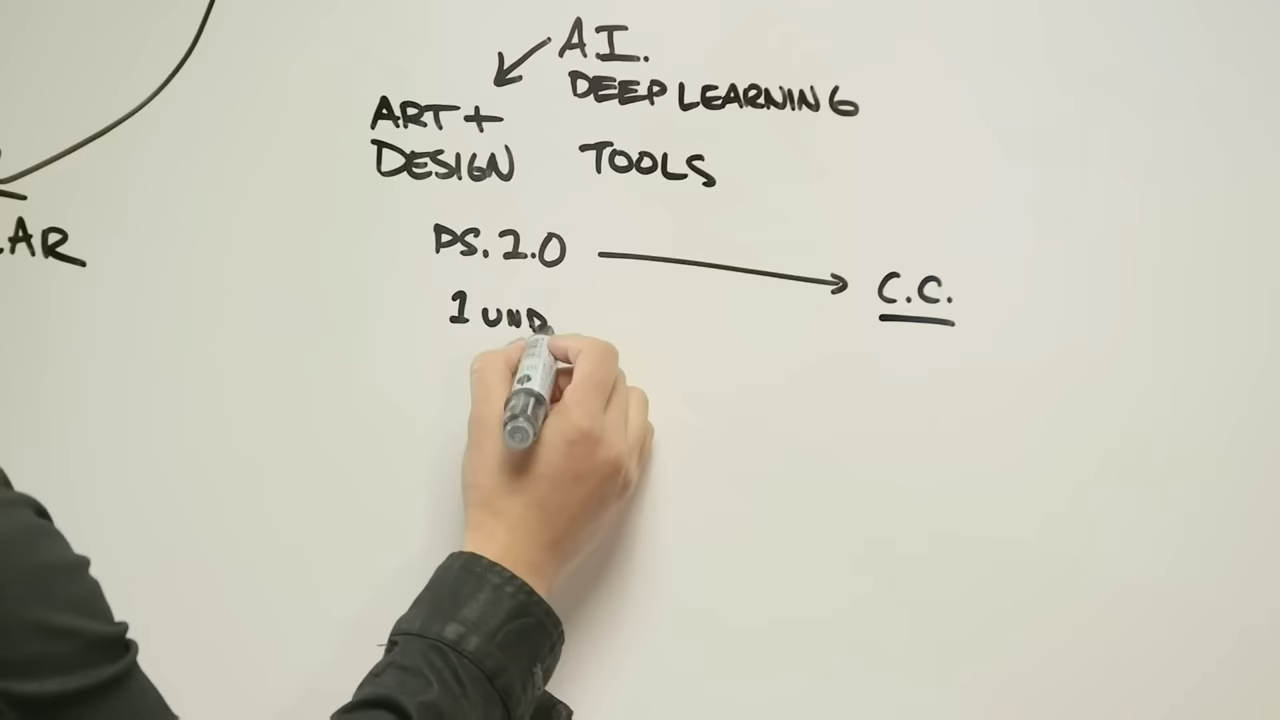 A.I.
DEEP LEARNING
ART +
DESIGN TOOLS
PS. 2.0
C.C.
1 UND
AR